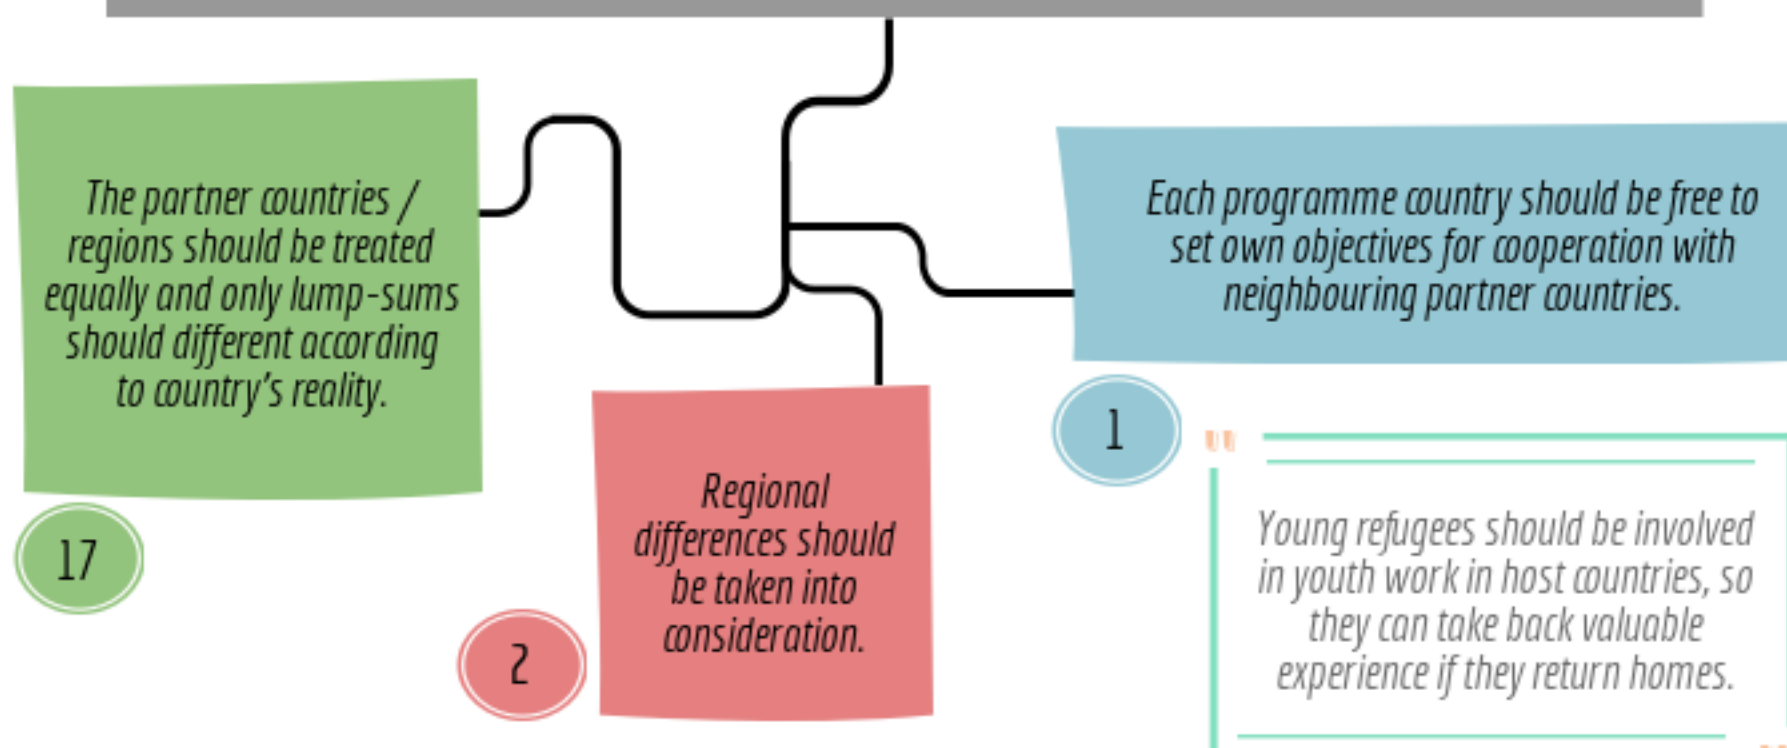 The partner countries /
regions should be treated
equally and only lump-sums
should different according
to country's reality.
17
Regional
differences should
be taken into
consideration.
2
Each programme country should be free to
set own objectives for cooperation with
neighbouring partner countries.
1
"
Young refugees should be involved
in youth work in host countries, so
they can take back valuable
experience if they return homes.